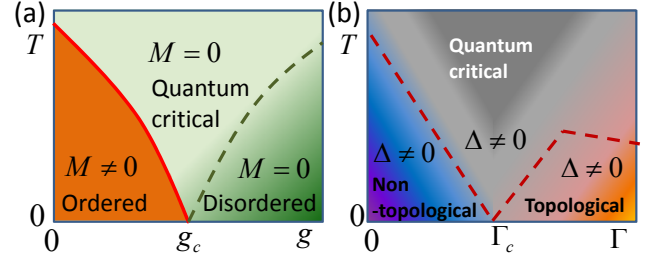 (a)
T
M = 0
Quantum
critical
M ≠ 0
Ordered
M = 0
Disordered
0
0
g_c
g
(b)
T
Quantum
critical
Δ ≠ 0
Δ ≠ 0
Δ ≠ 0
Non
-topological
Topological
0
0
Γ_c
Γ